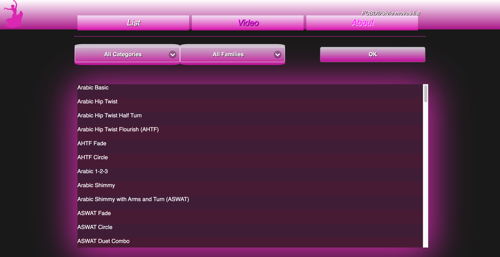 List
Video
About
All Categories
All Families
OK
Arabic Basic
Arabic Hip Twist
Arabic Hip Twist Half Turn
Arabic Hip Twist Flourish (AHTF)
AHTF Fade
AHTF Circle
Arabic 1-2-3
Arabic Shimmy
Arabic Shimmy with Arms and Turn (ASWAT)
ASWAT Fade
ASWAT Circle
ASWAT Duet Combo